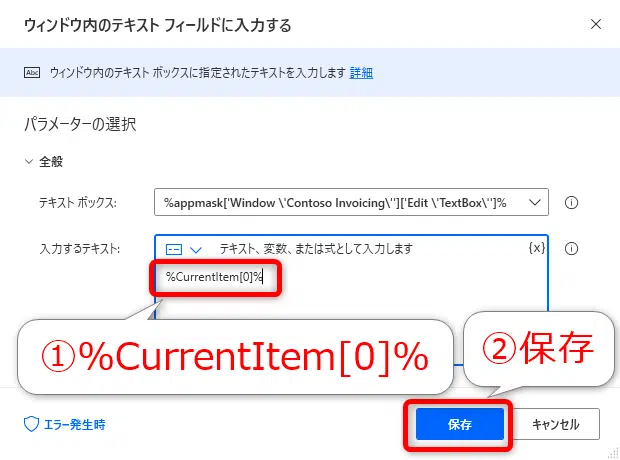 ウィンドウ内のテキスト フィールドに入力する
Abc ウィンドウ内のテキスト ボックスに指定されたテキストを入力します 詳細
パラメーターの選択
全般
テキスト ボックス: %appmask['Window \'Contoso Invoicing\'']['Edit \'TextBox\'']%
入力するテキスト: テキスト、変数、または式として入力します {x}
%CurrentItem[0]%
①%CurrentItem[0]%
②保存
エラー発生時 保存 キャンセル